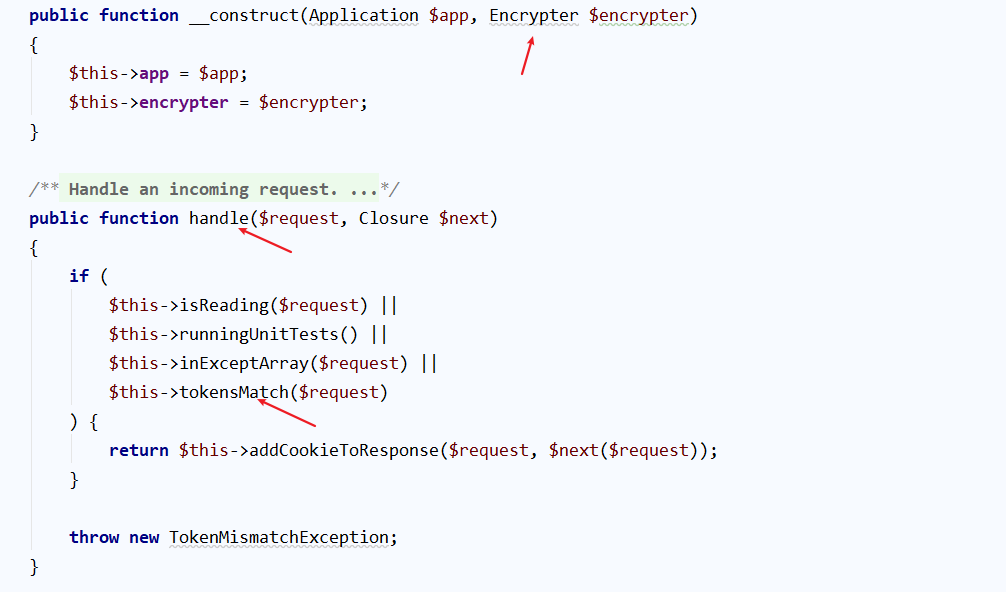 public function __construct(Application $app, Encrypter $encrypter)
{
$this->app = $app;
$this->encrypter = $encrypter;
}
/** Handle an incoming request. ...*/
public function handle($request, Closure $next)
{
if (
$this->isReading($request) ||
$this->runningUnitTests() ||
$this->inExceptArray($request) ||
$this->tokensMatch($request)
) {
return $this->addCookieToResponse($request, $next($request));
}
throw new TokenMismatchException;
}